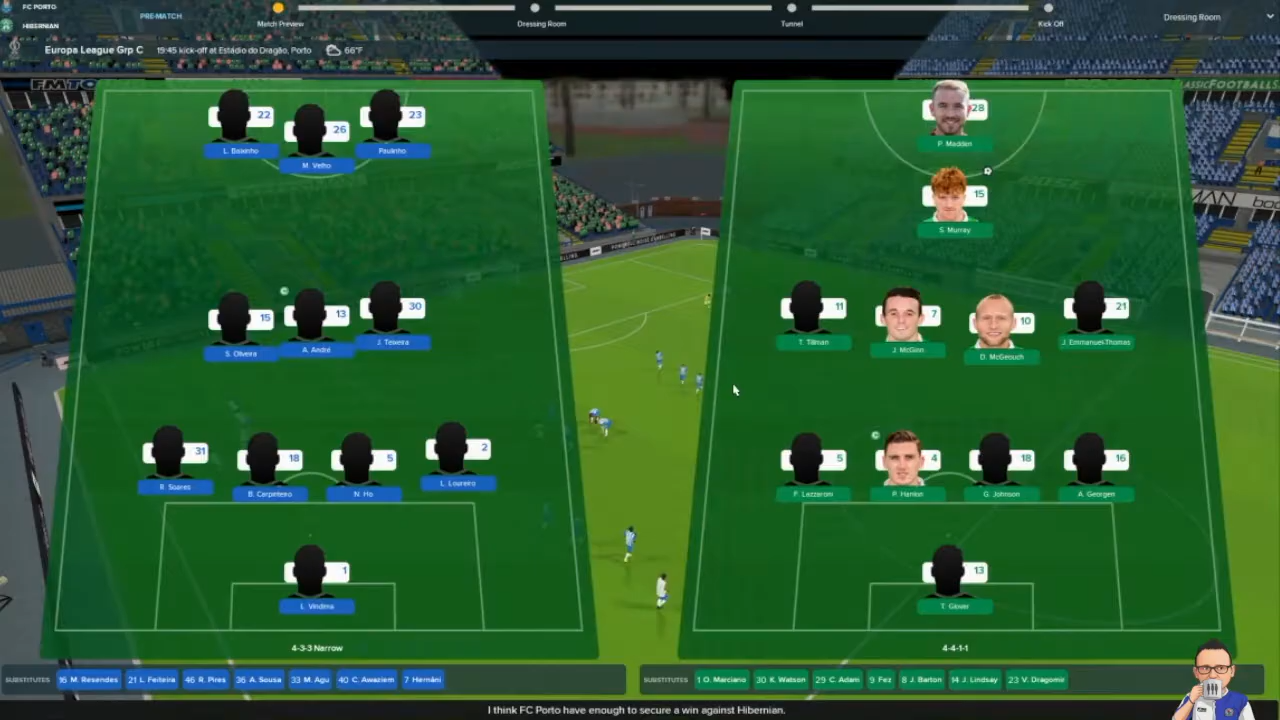 FC PORTO
HIBERNIAN
PRE-MATCH
Match Preview
Dressing Room
Tunnel
Kick Off
Dressing Room
Europa League Grp C 19:45 kick-off at Estádio do Dragão, Porto 66°F
22
L. Boixinho
26
M. Velho
23
Paulinho
15
S. Oliveira
13
A. André
30
J. Teixeira
31
R. Soares
18
B. Carpinteiro
5
N. Ho
2
L. Loureiro
1
L. Vindima
4-3-3 Narrow
28
P. Madden
15
S. Murray
11
T. Tillman
7
J. McGinn
10
D. McGeouch
21
J. Emmanuel-Thomas
5
F. Lazzaroni
4
P. Hanlon
18
G. Johnson
16
A. Georgen
13
T. Glover
4-4-1-1
SUBSTITUTES 16 M. Resendes 21 L. Feiteira 46 R. Pires 36 A. Sousa 33 M. Agu 40 C. Awaziem 7 Hernâni
SUBSTITUTES 1 O. Marciano 30 K. Watson 29 C. Adam 9 Fez 8 J. Barton 14 J. Lindsay 23 V. Dragomir
I think FC Porto have enough to secure a win against Hibernian.